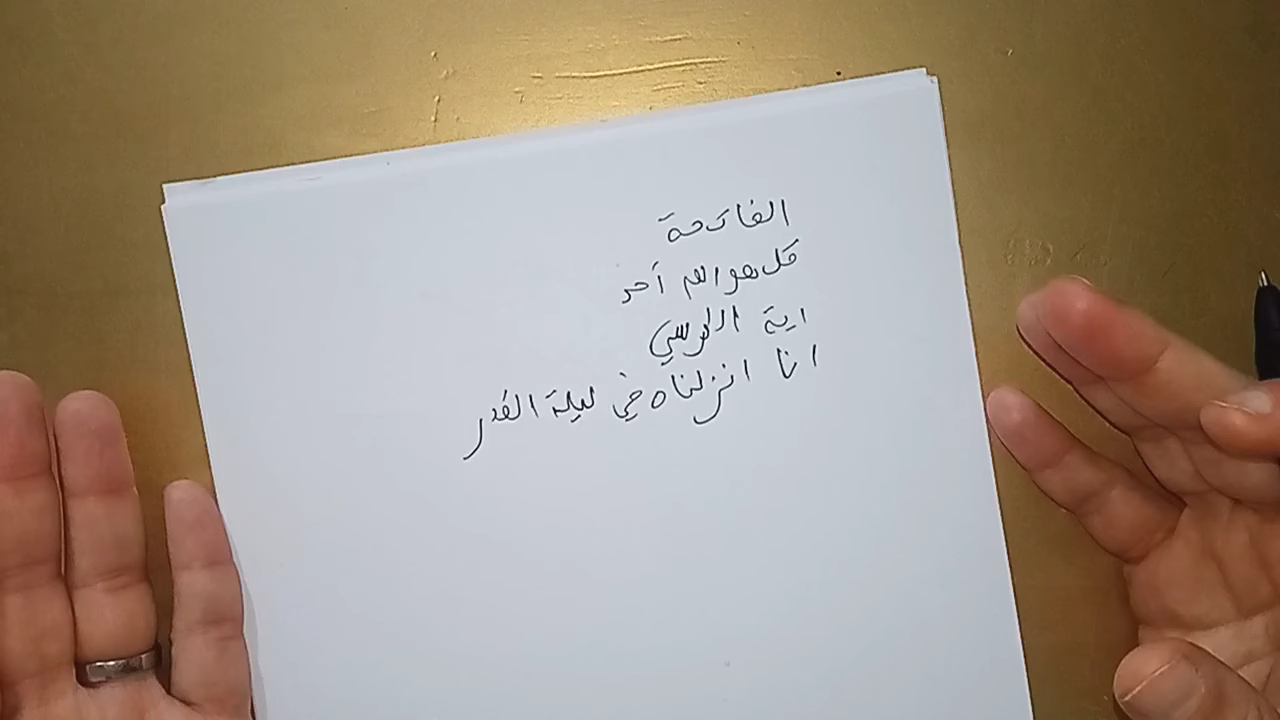 الفاتحة
قل هو الله أحد
اية الكرسي
انا انزلناه في ليلة القدر